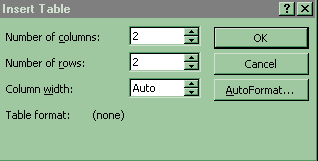 Insert Table ?
Number of columns: 2 OK
Number of rows: 2 Cancel
Column width: Auto AutoFormat...
Table format: (none)